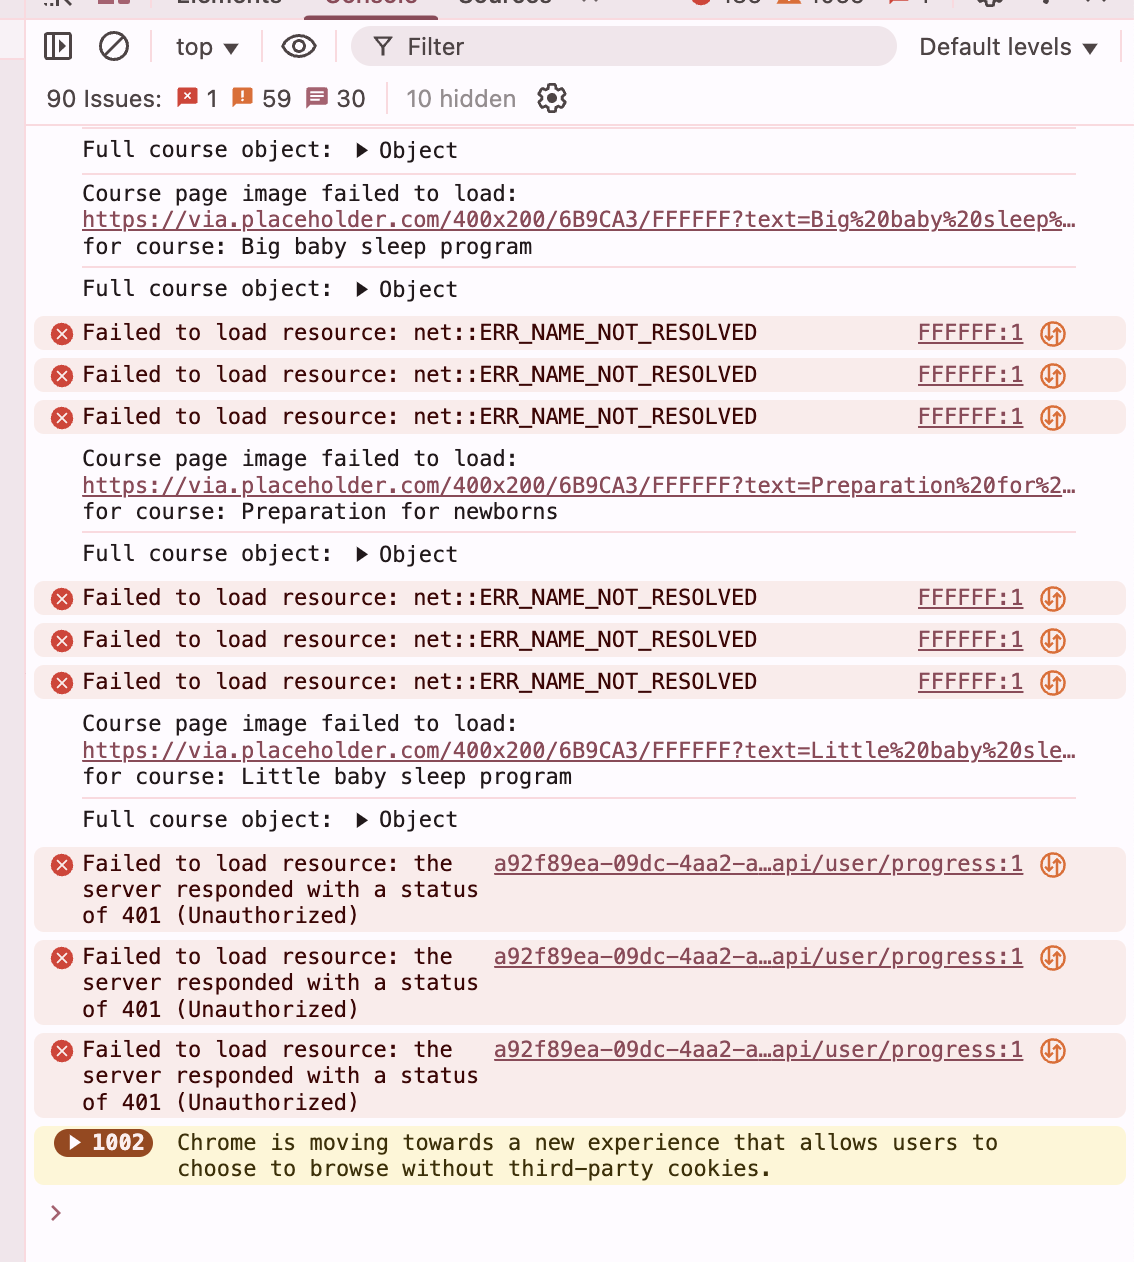 Elements Console Sources
top ▼ Filter Default levels ▼
90 Issues: 1 59 30 10 hidden
Full course object: ▶ Object
Course page image failed to load:
https://via.placeholder.com/400x200/6B9CA3/FFFFFF?text=Big%20baby%20sleep%…
for course: Big baby sleep program
Full course object: ▶ Object
Failed to load resource: net::ERR_NAME_NOT_RESOLVED FFFFFF:1
Failed to load resource: net::ERR_NAME_NOT_RESOLVED FFFFFF:1
Failed to load resource: net::ERR_NAME_NOT_RESOLVED FFFFFF:1
Course page image failed to load:
https://via.placeholder.com/400x200/6B9CA3/FFFFFF?text=Preparation%20for%2…
for course: Preparation for newborns
Full course object: ▶ Object
Failed to load resource: net::ERR_NAME_NOT_RESOLVED FFFFFF:1
Failed to load resource: net::ERR_NAME_NOT_RESOLVED FFFFFF:1
Failed to load resource: net::ERR_NAME_NOT_RESOLVED FFFFFF:1
Course page image failed to load:
https://via.placeholder.com/400x200/6B9CA3/FFFFFF?text=Little%20baby%20sle…
for course: Little baby sleep program
Full course object: ▶ Object
Failed to load resource: the a92f89ea-09dc-4aa2-a…api/user/progress:1
server responded with a status
of 401 (Unauthorized)
Failed to load resource: the a92f89ea-09dc-4aa2-a…api/user/progress:1
server responded with a status
of 401 (Unauthorized)
Failed to load resource: the a92f89ea-09dc-4aa2-a…api/user/progress:1
server responded with a status
of 401 (Unauthorized)
▶ 1002 Chrome is moving towards a new experience that allows users to
choose to browse without third-party cookies.